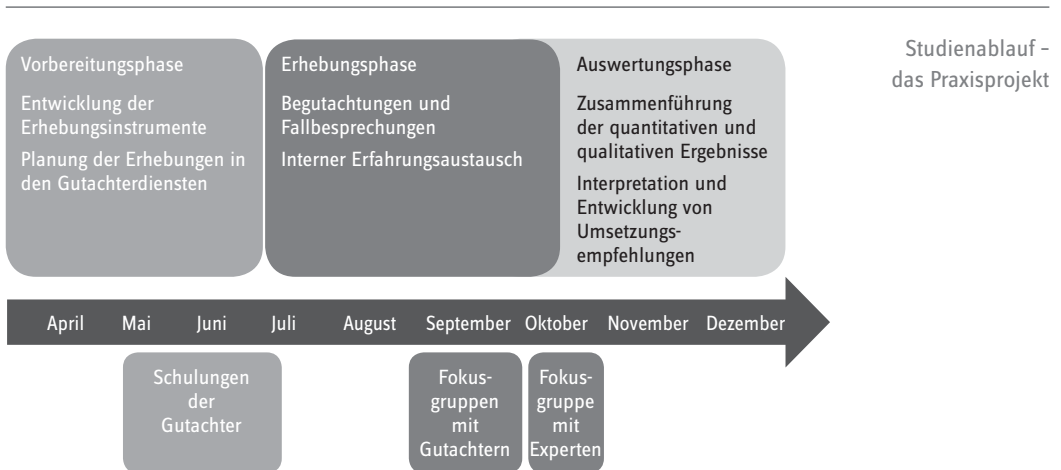 Studienablauf –
das Praxisprojekt
Vorbereitungsphase
Entwicklung der
Erhebungsinstrumente
Planung der Erhebungen in
den Gutachterdiensten
Erhebungsphase
Begutachtungen und
Fallbesprechungen
Interner Erfahrungsaustausch
Auswertungsphase
Zusammenführung
der quantitativen und
qualitativen Ergebnisse
Interpretation und
Entwicklung von
Umsetzungs-
empfehlungen
April Mai Juni Juli August September Oktober November Dezember
Schulungen
der
Gutachter
Fokus-
gruppen
mit
Gutachtern
Fokus-
gruppe
mit
Experten